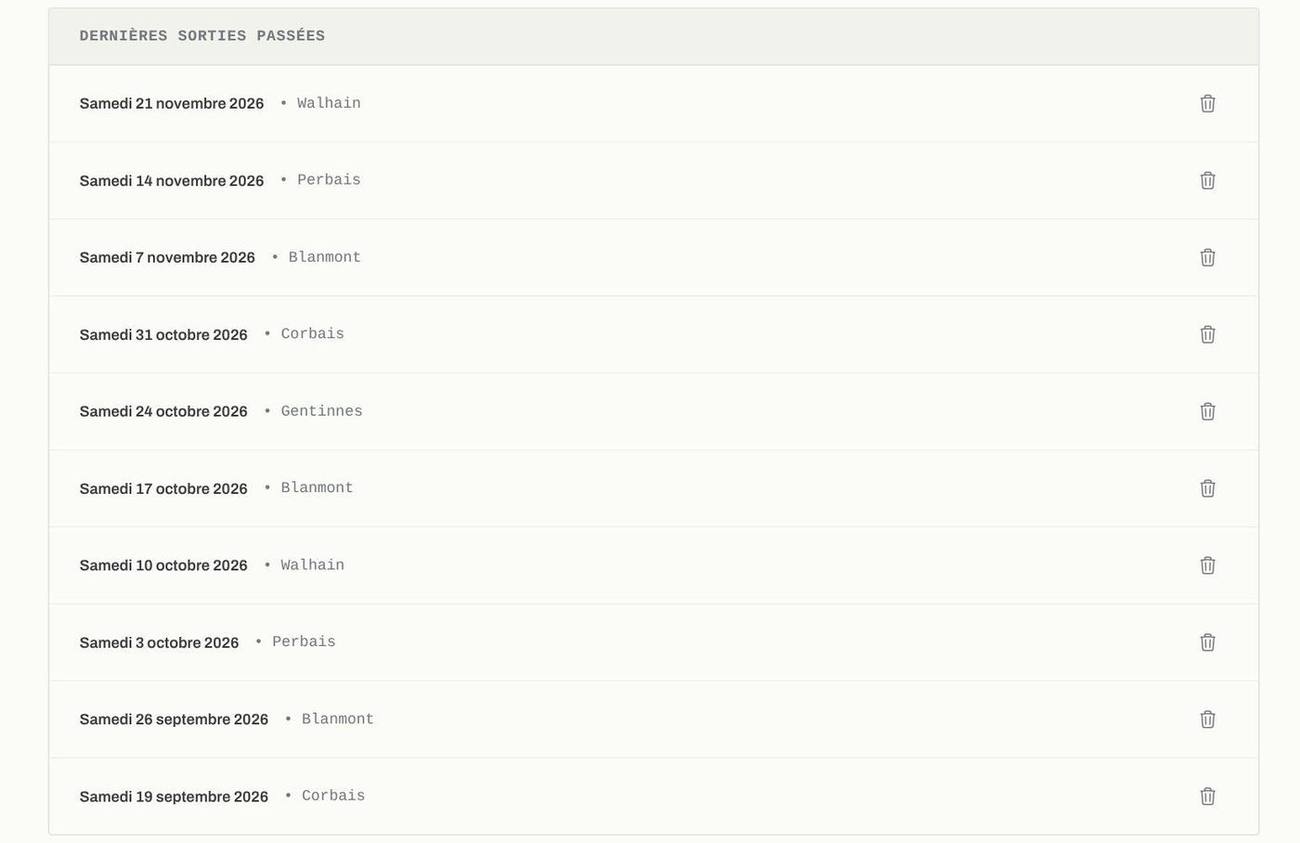 DERNIÈRES SORTIES PASSÉES
Samedi 21 novembre 2026 • Walhain
Samedi 14 novembre 2026 • Perbais
Samedi 7 novembre 2026 • Blanmont
Samedi 31 octobre 2026 • Corbais
Samedi 24 octobre 2026 • Gentinnes
Samedi 17 octobre 2026 • Blanmont
Samedi 10 octobre 2026 • Walhain
Samedi 3 octobre 2026 • Perbais
Samedi 26 septembre 2026 • Blanmont
Samedi 19 septembre 2026 • Corbais